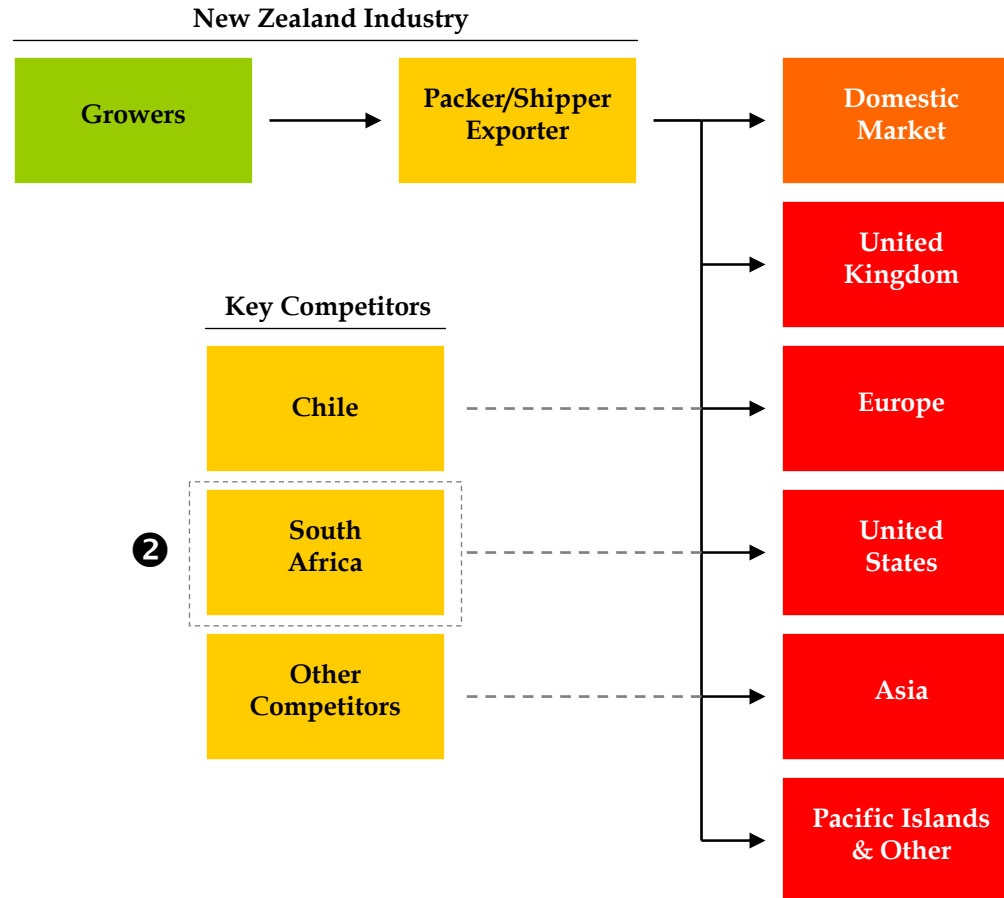 New Zealand Industry
Growers
Packer/Shipper
Exporter
Domestic
Market
United
Kingdom
Key Competitors
Chile
Europe
❷
South
Africa
United
States
Other
Competitors
Asia
Pacific Islands
& Other